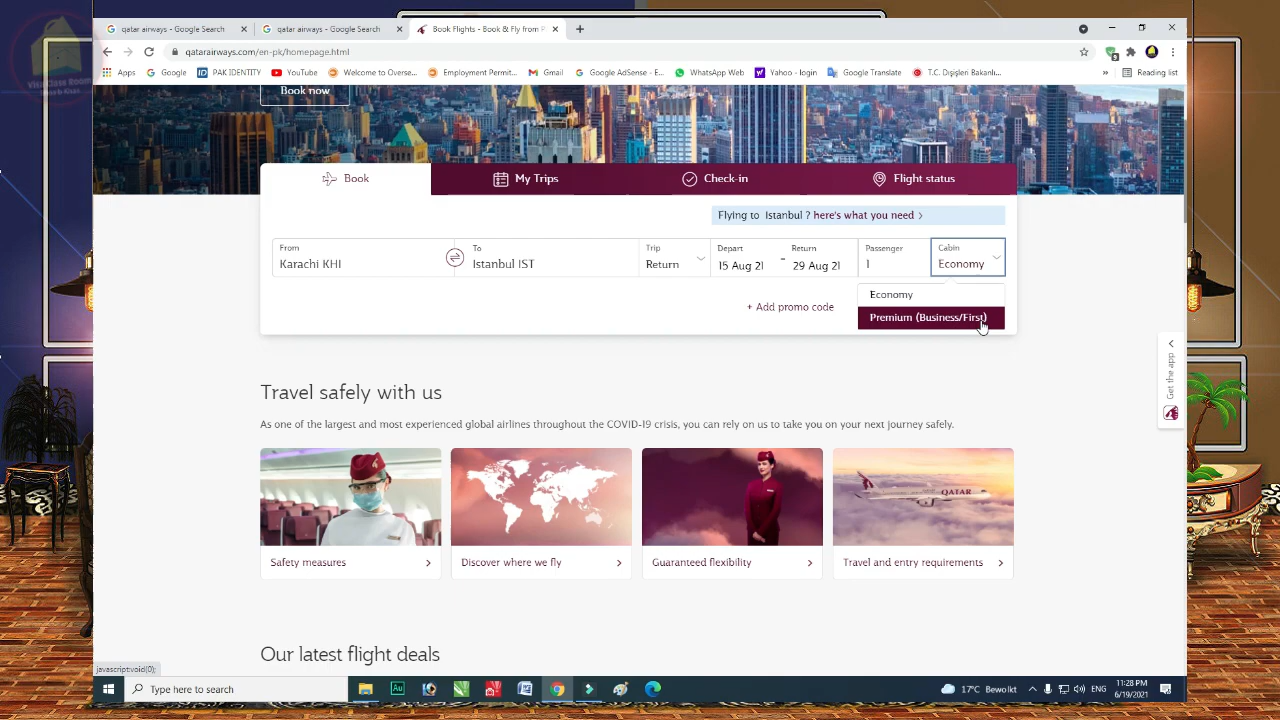 qatar airways - Google Search
qatar airways - Google Search
Book Flights - Book & Fly from P
qatarairways.com/en-pk/homepage.html
Apps
Google
PAK IDENTITY
YouTube
Welcome to Overse...
Employment Permit...
Gmail
Google AdSense - E...
WhatsApp Web
Yahoo - login
Google Translate
T.C. Dışişleri Bakanlı...
»
Reading list
Book now
Book
My Trips
Check-in
Flight status
Flying to Istanbul ? here's what you need >
From
Karachi KHI
To
Istanbul IST
Trip
Return
Depart
15 Aug 21
-
Return
29 Aug 21
Passenger
1
Cabin
Economy
+ Add promo code
Economy
Premium (Business/First)
Get the app
Travel safely with us
As one of the largest and most experienced global airlines throughout the COVID-19 crisis, you can rely on us to take you on your next journey safely.
QATAR
Safety measures
Discover where we fly
Guaranteed flexibility
Travel and entry requirements
Our latest flight deals
javascript:void(0);
Type here to search
Au
17°C Bewolkt
ENG
11:28 PM
6/19/2021